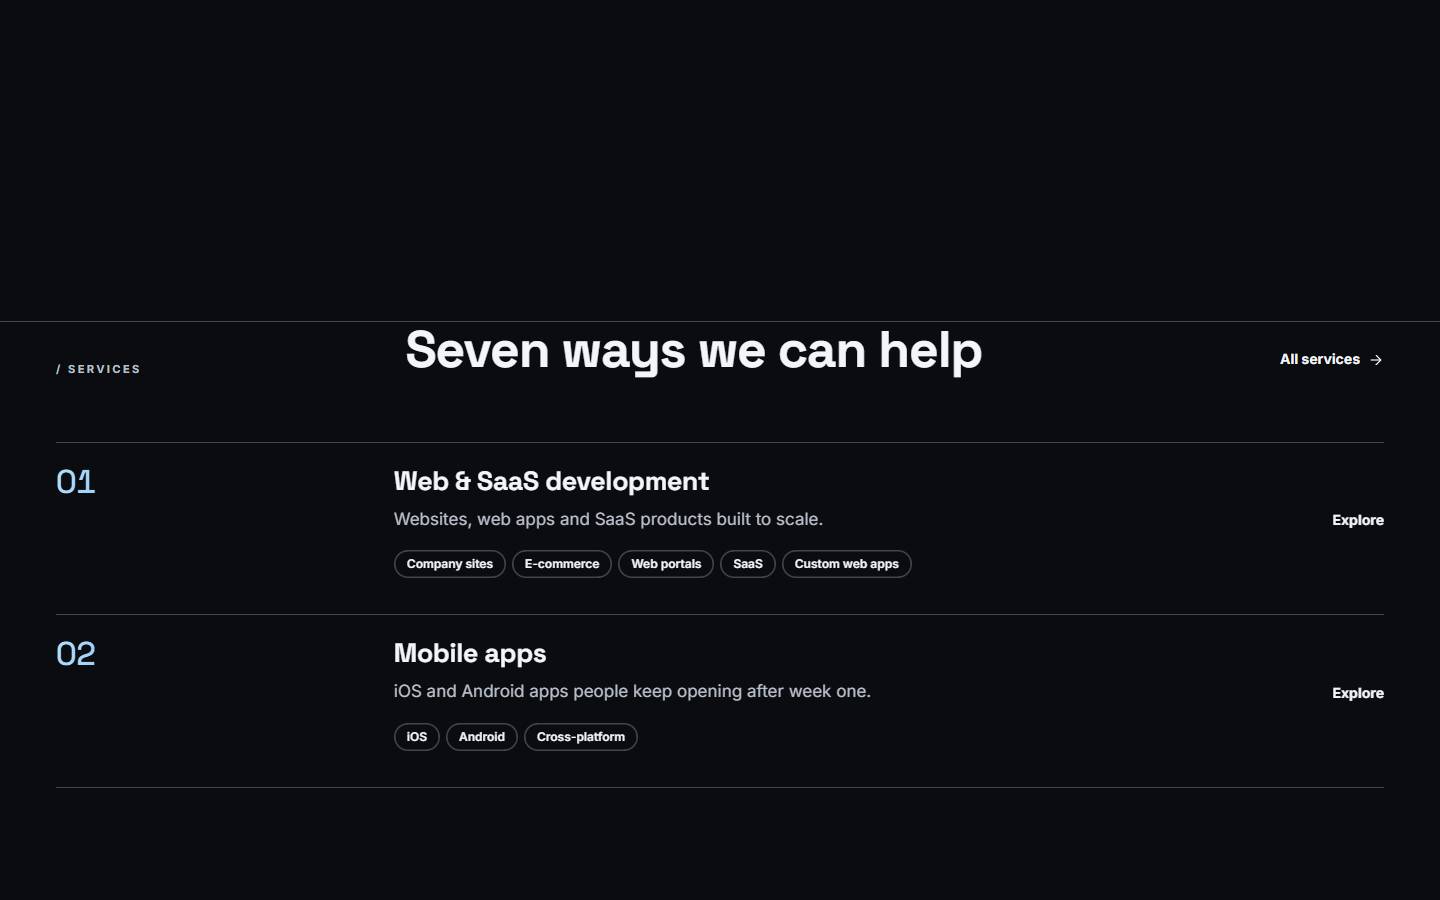 / SERVICES
Seven ways we can help
All services →
01
Web & SaaS development
Websites, web apps and SaaS products built to scale.
Explore
Company sites
E-commerce
Web portals
SaaS
Custom web apps
02
Mobile apps
iOS and Android apps people keep opening after week one.
Explore
iOS
Android
Cross-platform